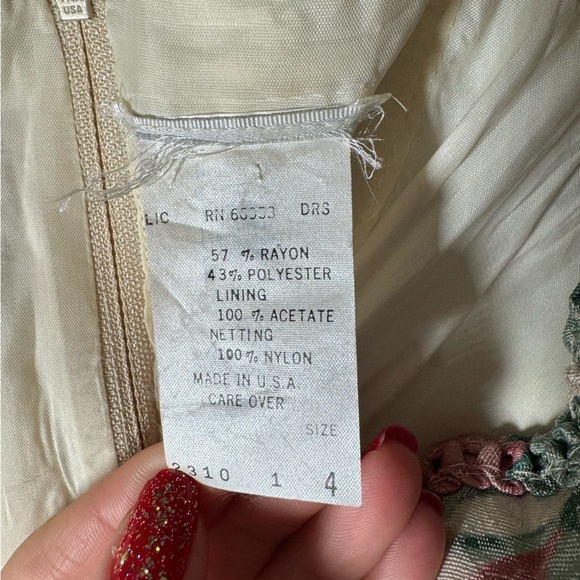 USA
LIC RN DRS
57 % RAYON
43% POLYESTER
LINING
100 % ACETATE
NETTING
100% NYLON
MADE IN U.S.A.
CARE OVER
SIZE
3310 1 4